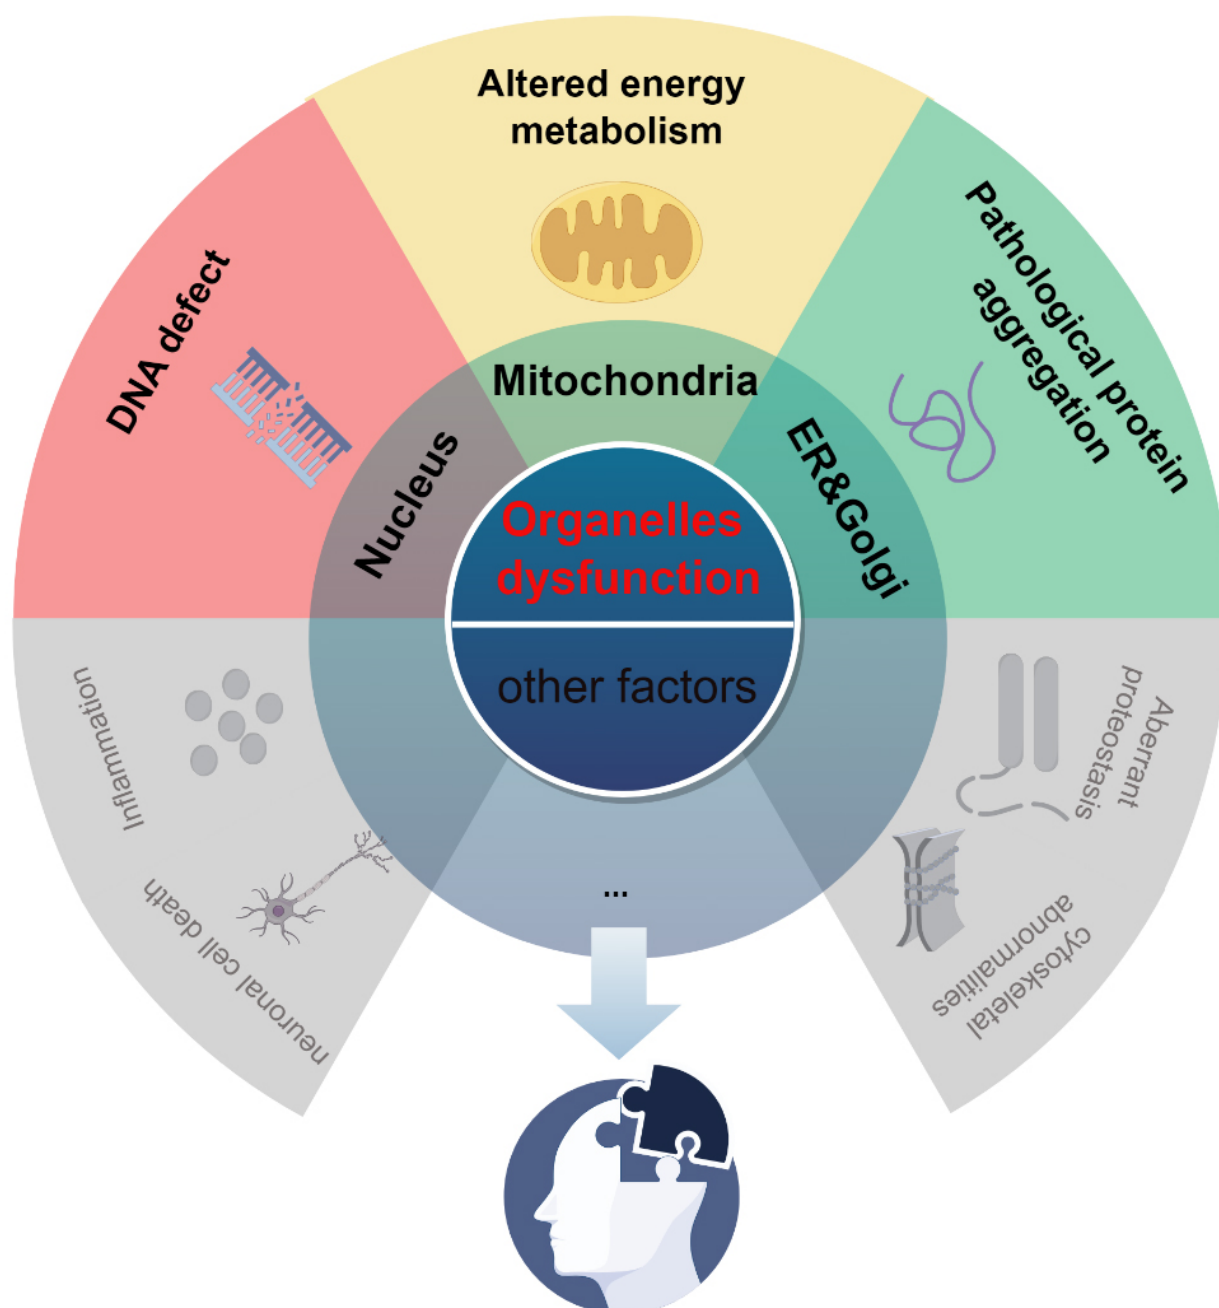 Altered energy
metabolism
DNA defect
Pathological protein
aggregation
Mitochondria
Nucleus
ER&Golgi
Organelles
dysfunction
other factors
Inflammation
neuronal cell death
Aberrant
proteostasis
cytoskeletal
abnormalities
...